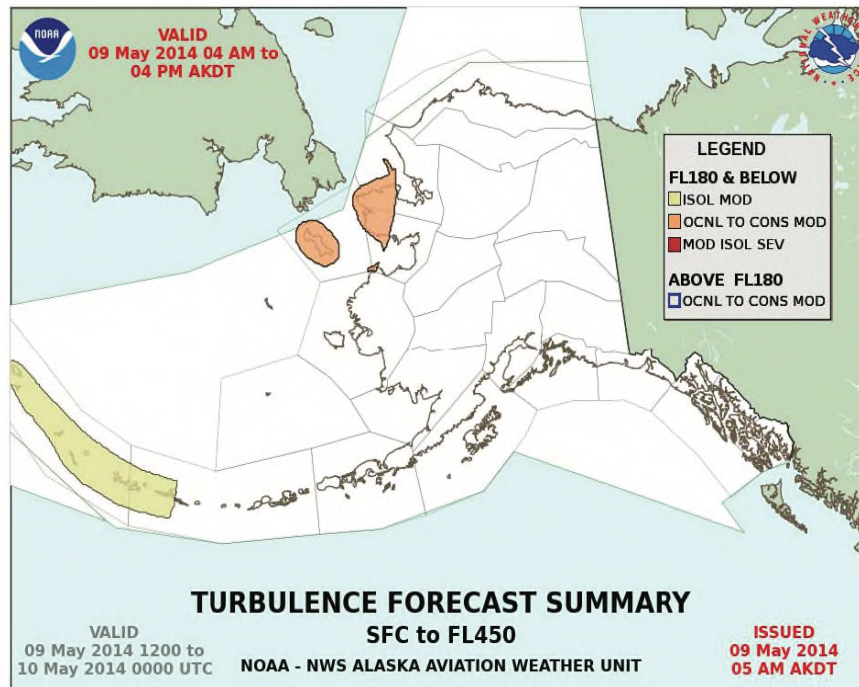 NOAA
VALID
09 May 2014 04 AM to
04 PM AKDT
LEGEND
FL180 & BELOW
ISOL MOD
OCNL TO CONS MOD
MOD ISOL SEV
ABOVE FL180
OCNL TO CONS MOD
TURBULENCE FORECAST SUMMARY
SFC to FL450
NOAA - NWS ALASKA AVIATION WEATHER UNIT
VALID
09 May 2014 1200 to
10 May 2014 0000 UTC
ISSUED
09 May 2014
05 AM AKDT